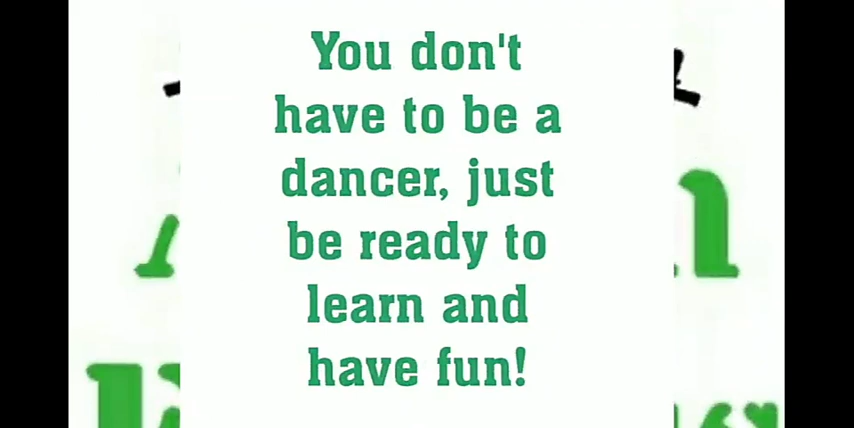 You don't
have to be a
dancer, just
be ready to
learn and
have fun!